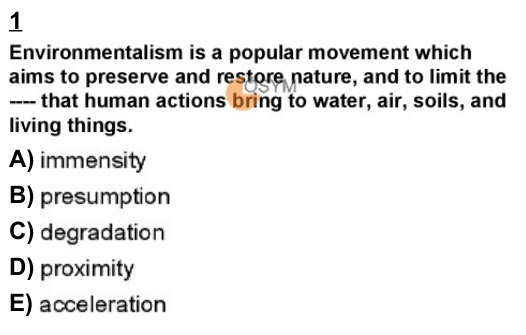 1
Environmentalism is a popular movement which
aims to preserve and restore nature, and to limit the
---- that human actions bring to water, air, soils, and
living things.
A) immensity
B) presumption
C) degradation
D) proximity
E) acceleration
ÖSYM